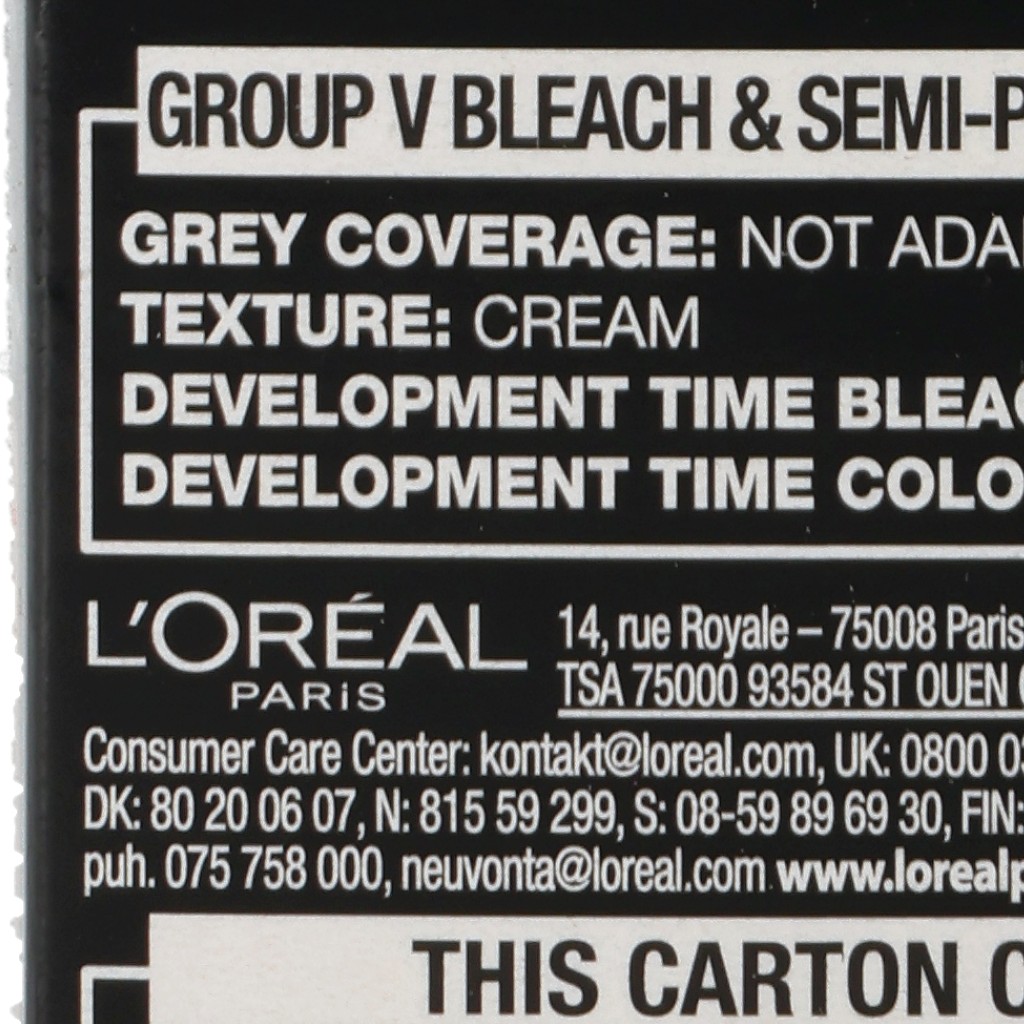 GROUP V BLEACH & SEMI-P
GREY COVERAGE: NOT ADA
TEXTURE: CREAM
DEVELOPMENT TIME BLEAC
DEVELOPMENT TIME COLO
L'ORÉAL
PARiS
14, rue Royale – 75008 Paris
TSA 75000 93584 ST OUEN
Consumer Care Center: kontakt@loreal.com, UK: 0800 03
DK: 80 20 06 07, N: 815 59 299, S: 08-59 89 69 30, FIN:
puh. 075 758 000, neuvonta@loreal.com www.lorealp
THIS CARTON